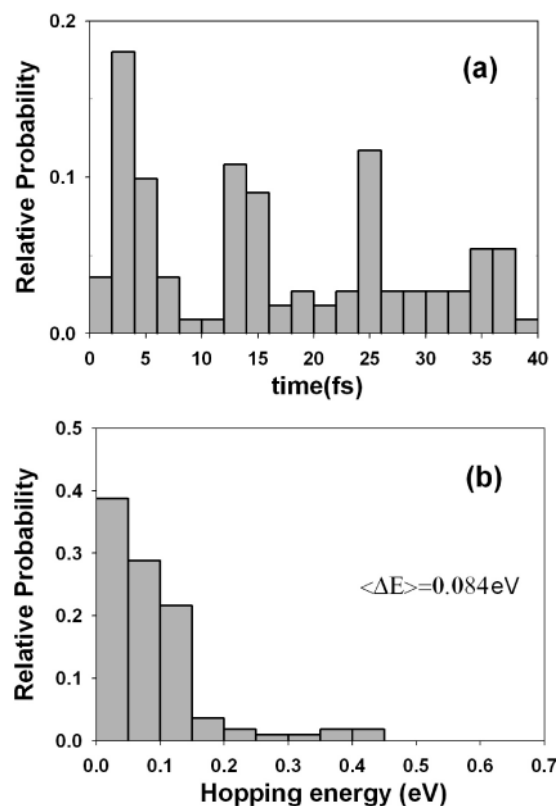 0.2
(a)
Relative Probability
0.1
0.0
0 5 10 15 20 25 30 35 40
time(fs)
0.5
(b)
0.4
Relative Probability
0.3
<ΔE>=0.084eV
0.2
0.1
0.0
0.0 0.1 0.2 0.3 0.4 0.5 0.6 0.7
Hopping energy (eV)